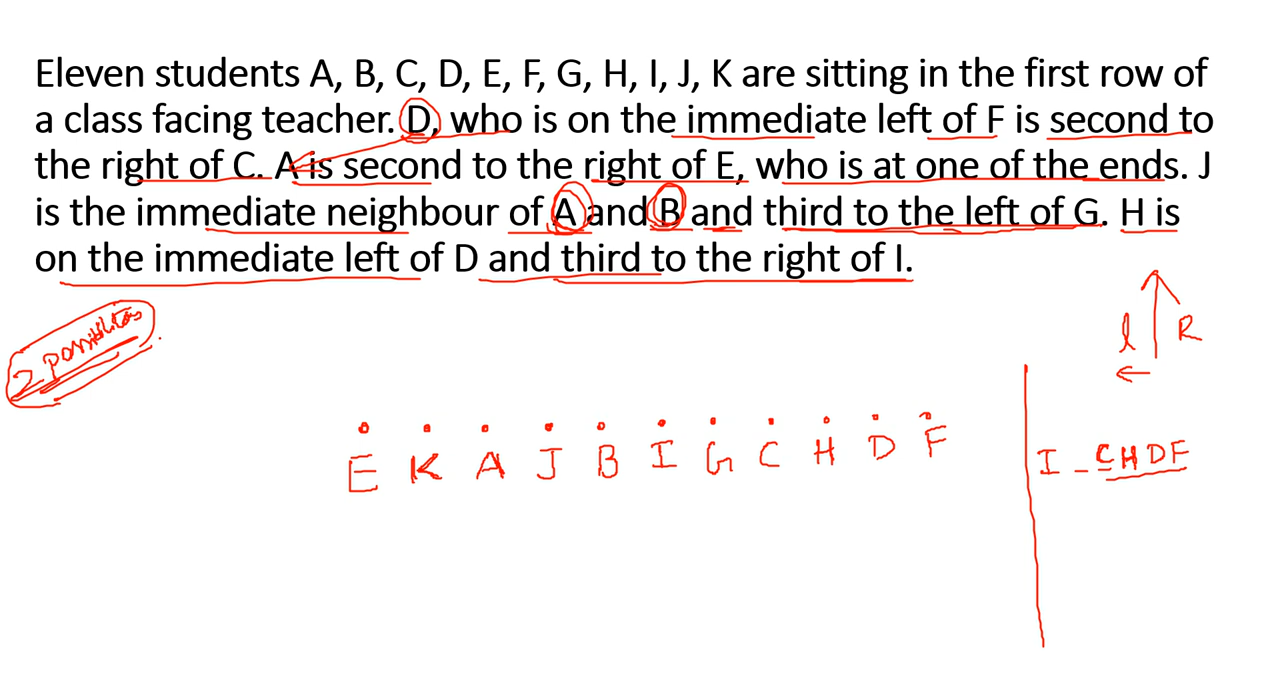 Eleven students A, B, C, D, E, F, G, H, I, J, K are sitting in the first row of
a class facing teacher. D, who is on the immediate left of F is second to
the right of C. A is second to the right of E, who is at one of the ends. J
is the immediate neighbour of A and B and third to the left of G. H is
on the immediate left of D and third to the right of I.
2 possibilities
l R
E K A J B I G C H D F
I _ C H D F